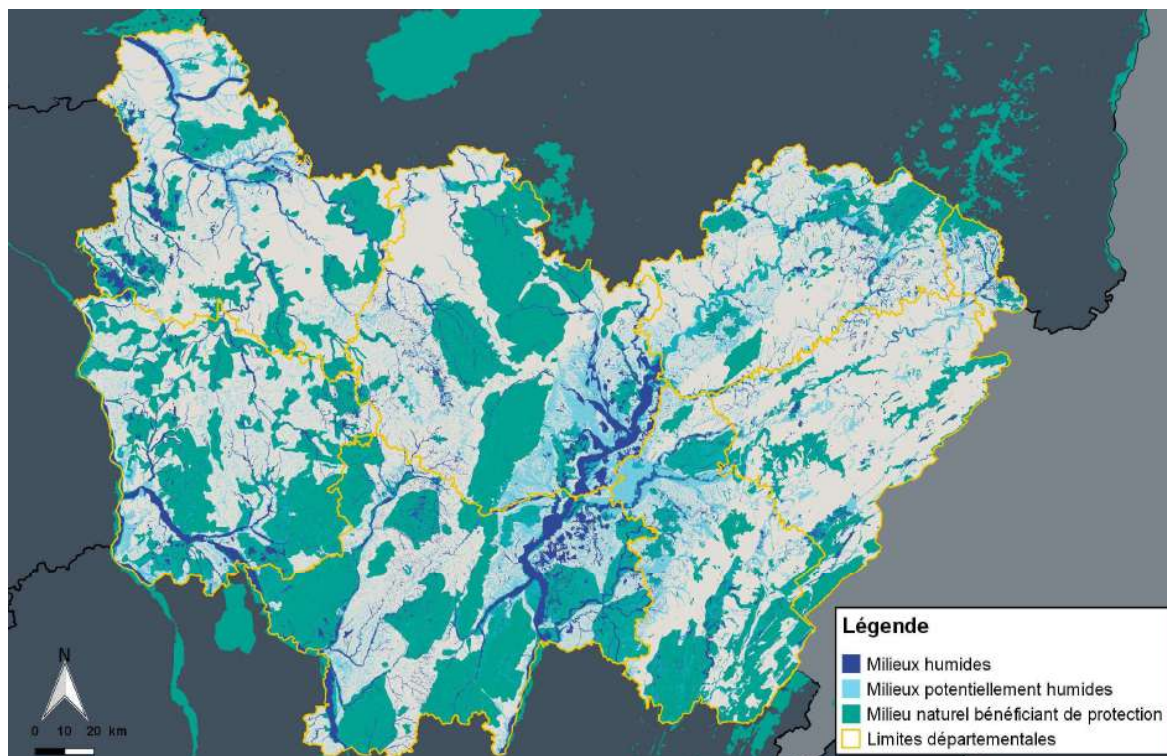 Légende
Milieux humides
Milieux potentiellement humides
Milieu naturel bénéficiant de protection
Limites départementales
N
0 10 20 km